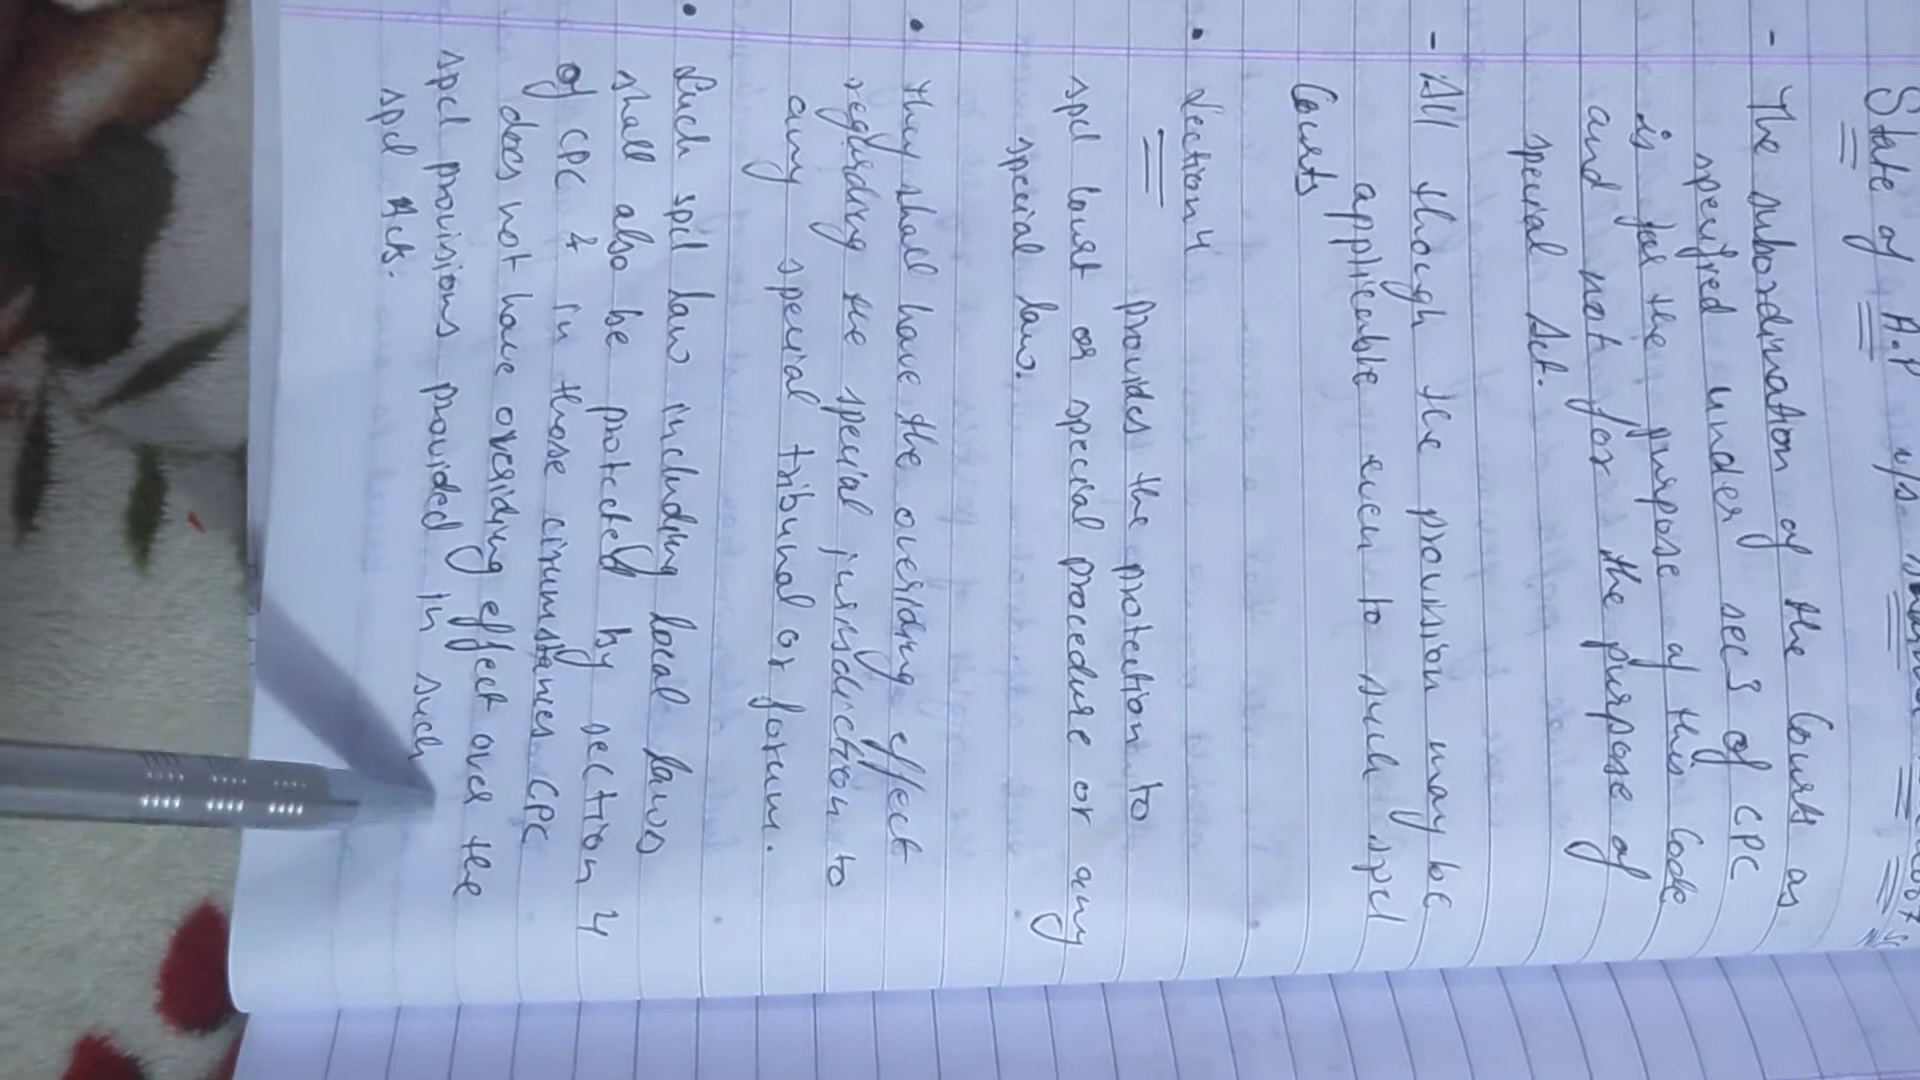 State of A.P v/s
- The subordination of the Courts as
specified under sec 3 of CPC
is for the purpose of this Code
and not for the purpose of
special Act.
- All though the provision may be
applicable even to such spcl
Courts
• Section 4
provides the protection to
spcl Court or special procedure or any
special law.
• They shall have the overiding effect
regarding the special jurisdiction to
any special tribunal or forum.
• Such spcl law including local laws
shall also be protected by section 4
of CPC & in those circumstances CPC
does not have overiding effect over the
spcl provisions provided in such
spcl Acts.